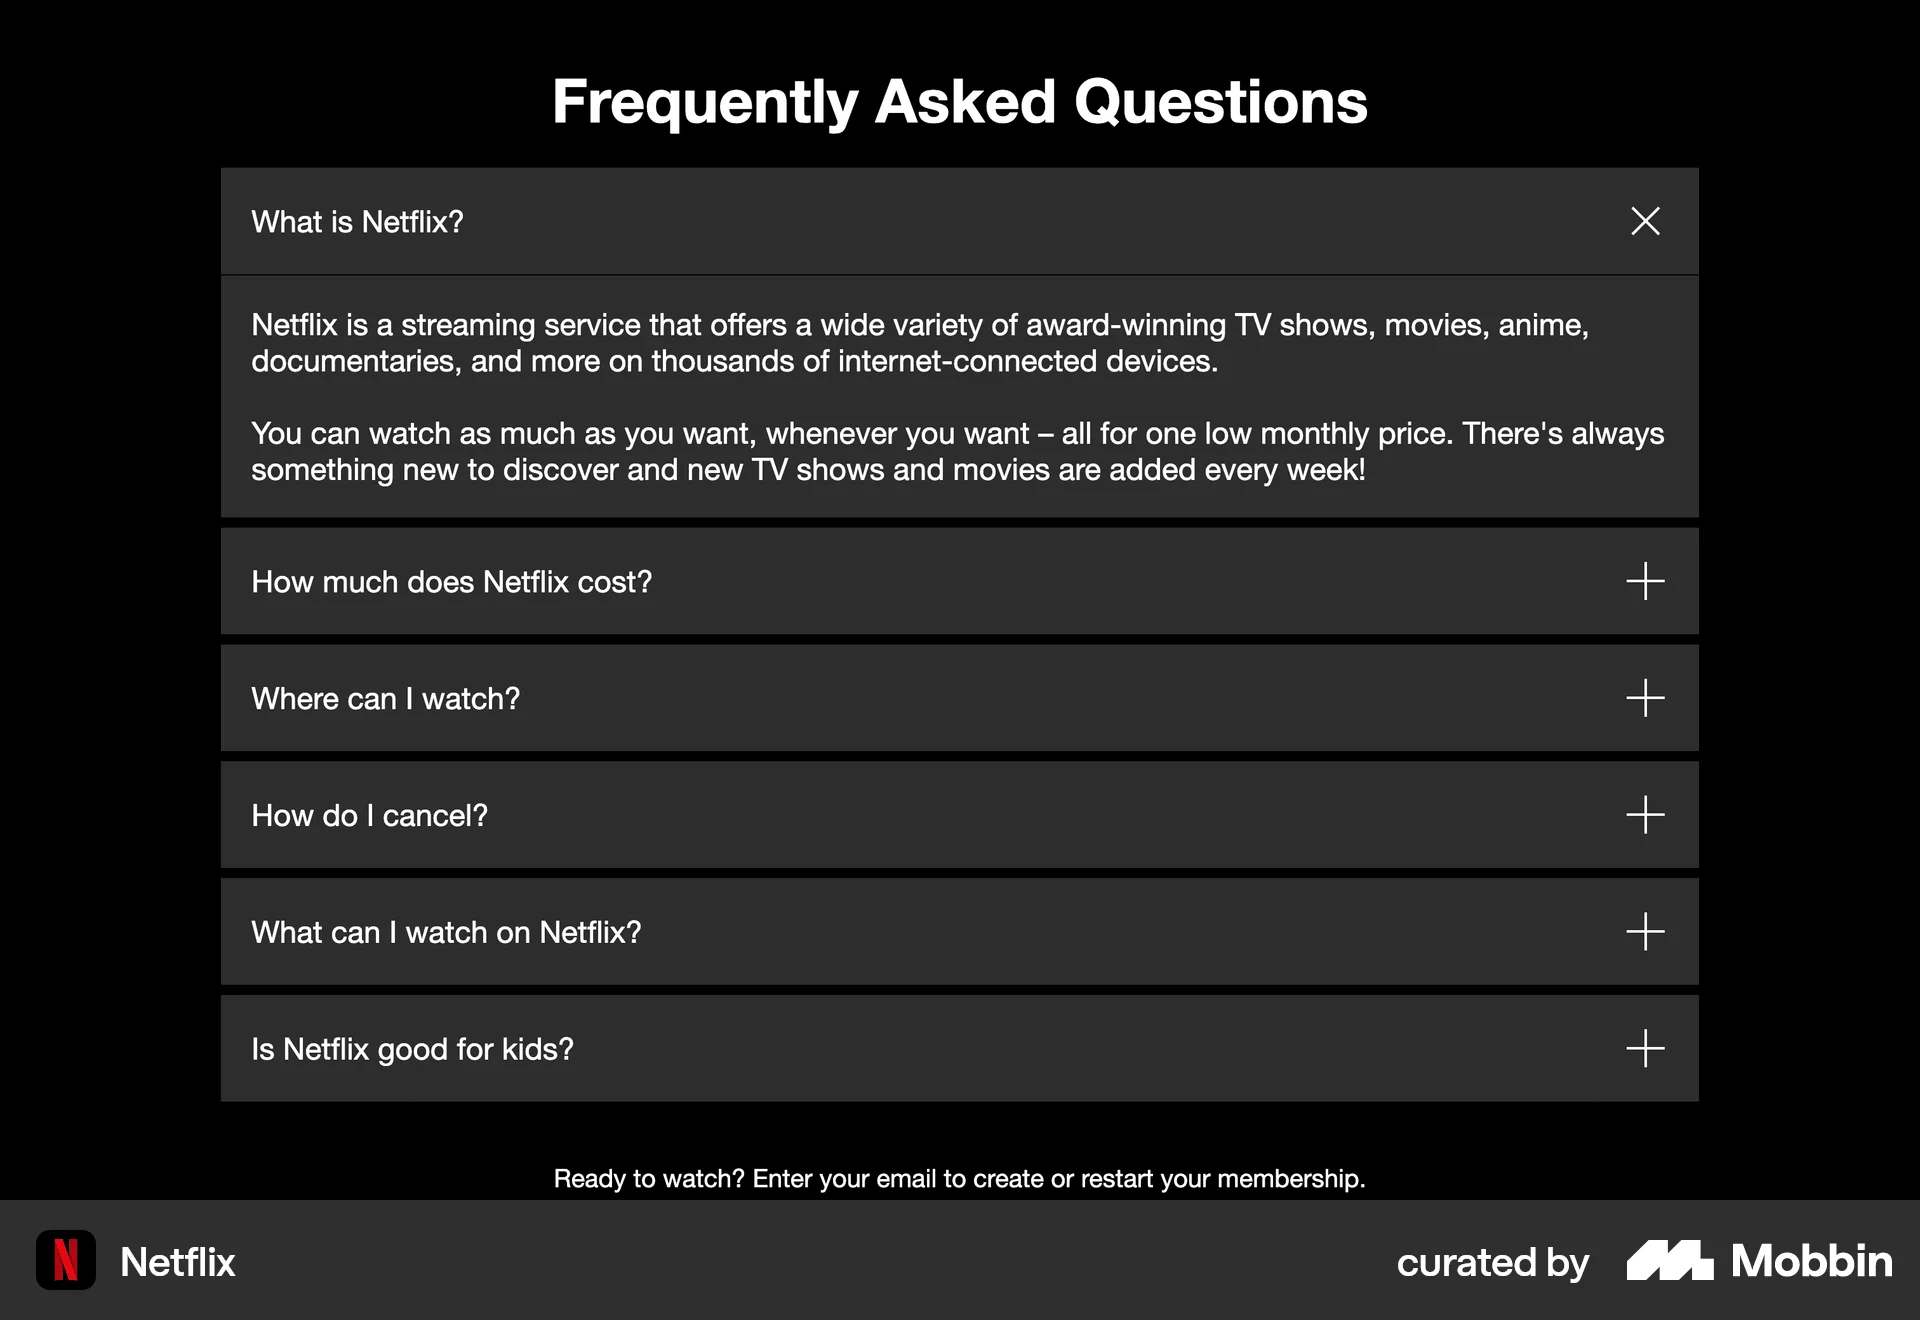 Frequently Asked Questions
What is Netflix?
Netflix is a streaming service that offers a wide variety of award-winning TV shows, movies, anime,
documentaries, and more on thousands of internet-connected devices.
You can watch as much as you want, whenever you want – all for one low monthly price. There's always
something new to discover and new TV shows and movies are added every week!
How much does Netflix cost?
Where can I watch?
How do I cancel?
What can I watch on Netflix?
Is Netflix good for kids?
Ready to watch? Enter your email to create or restart your membership.
N Netflix
curated by Mobbin